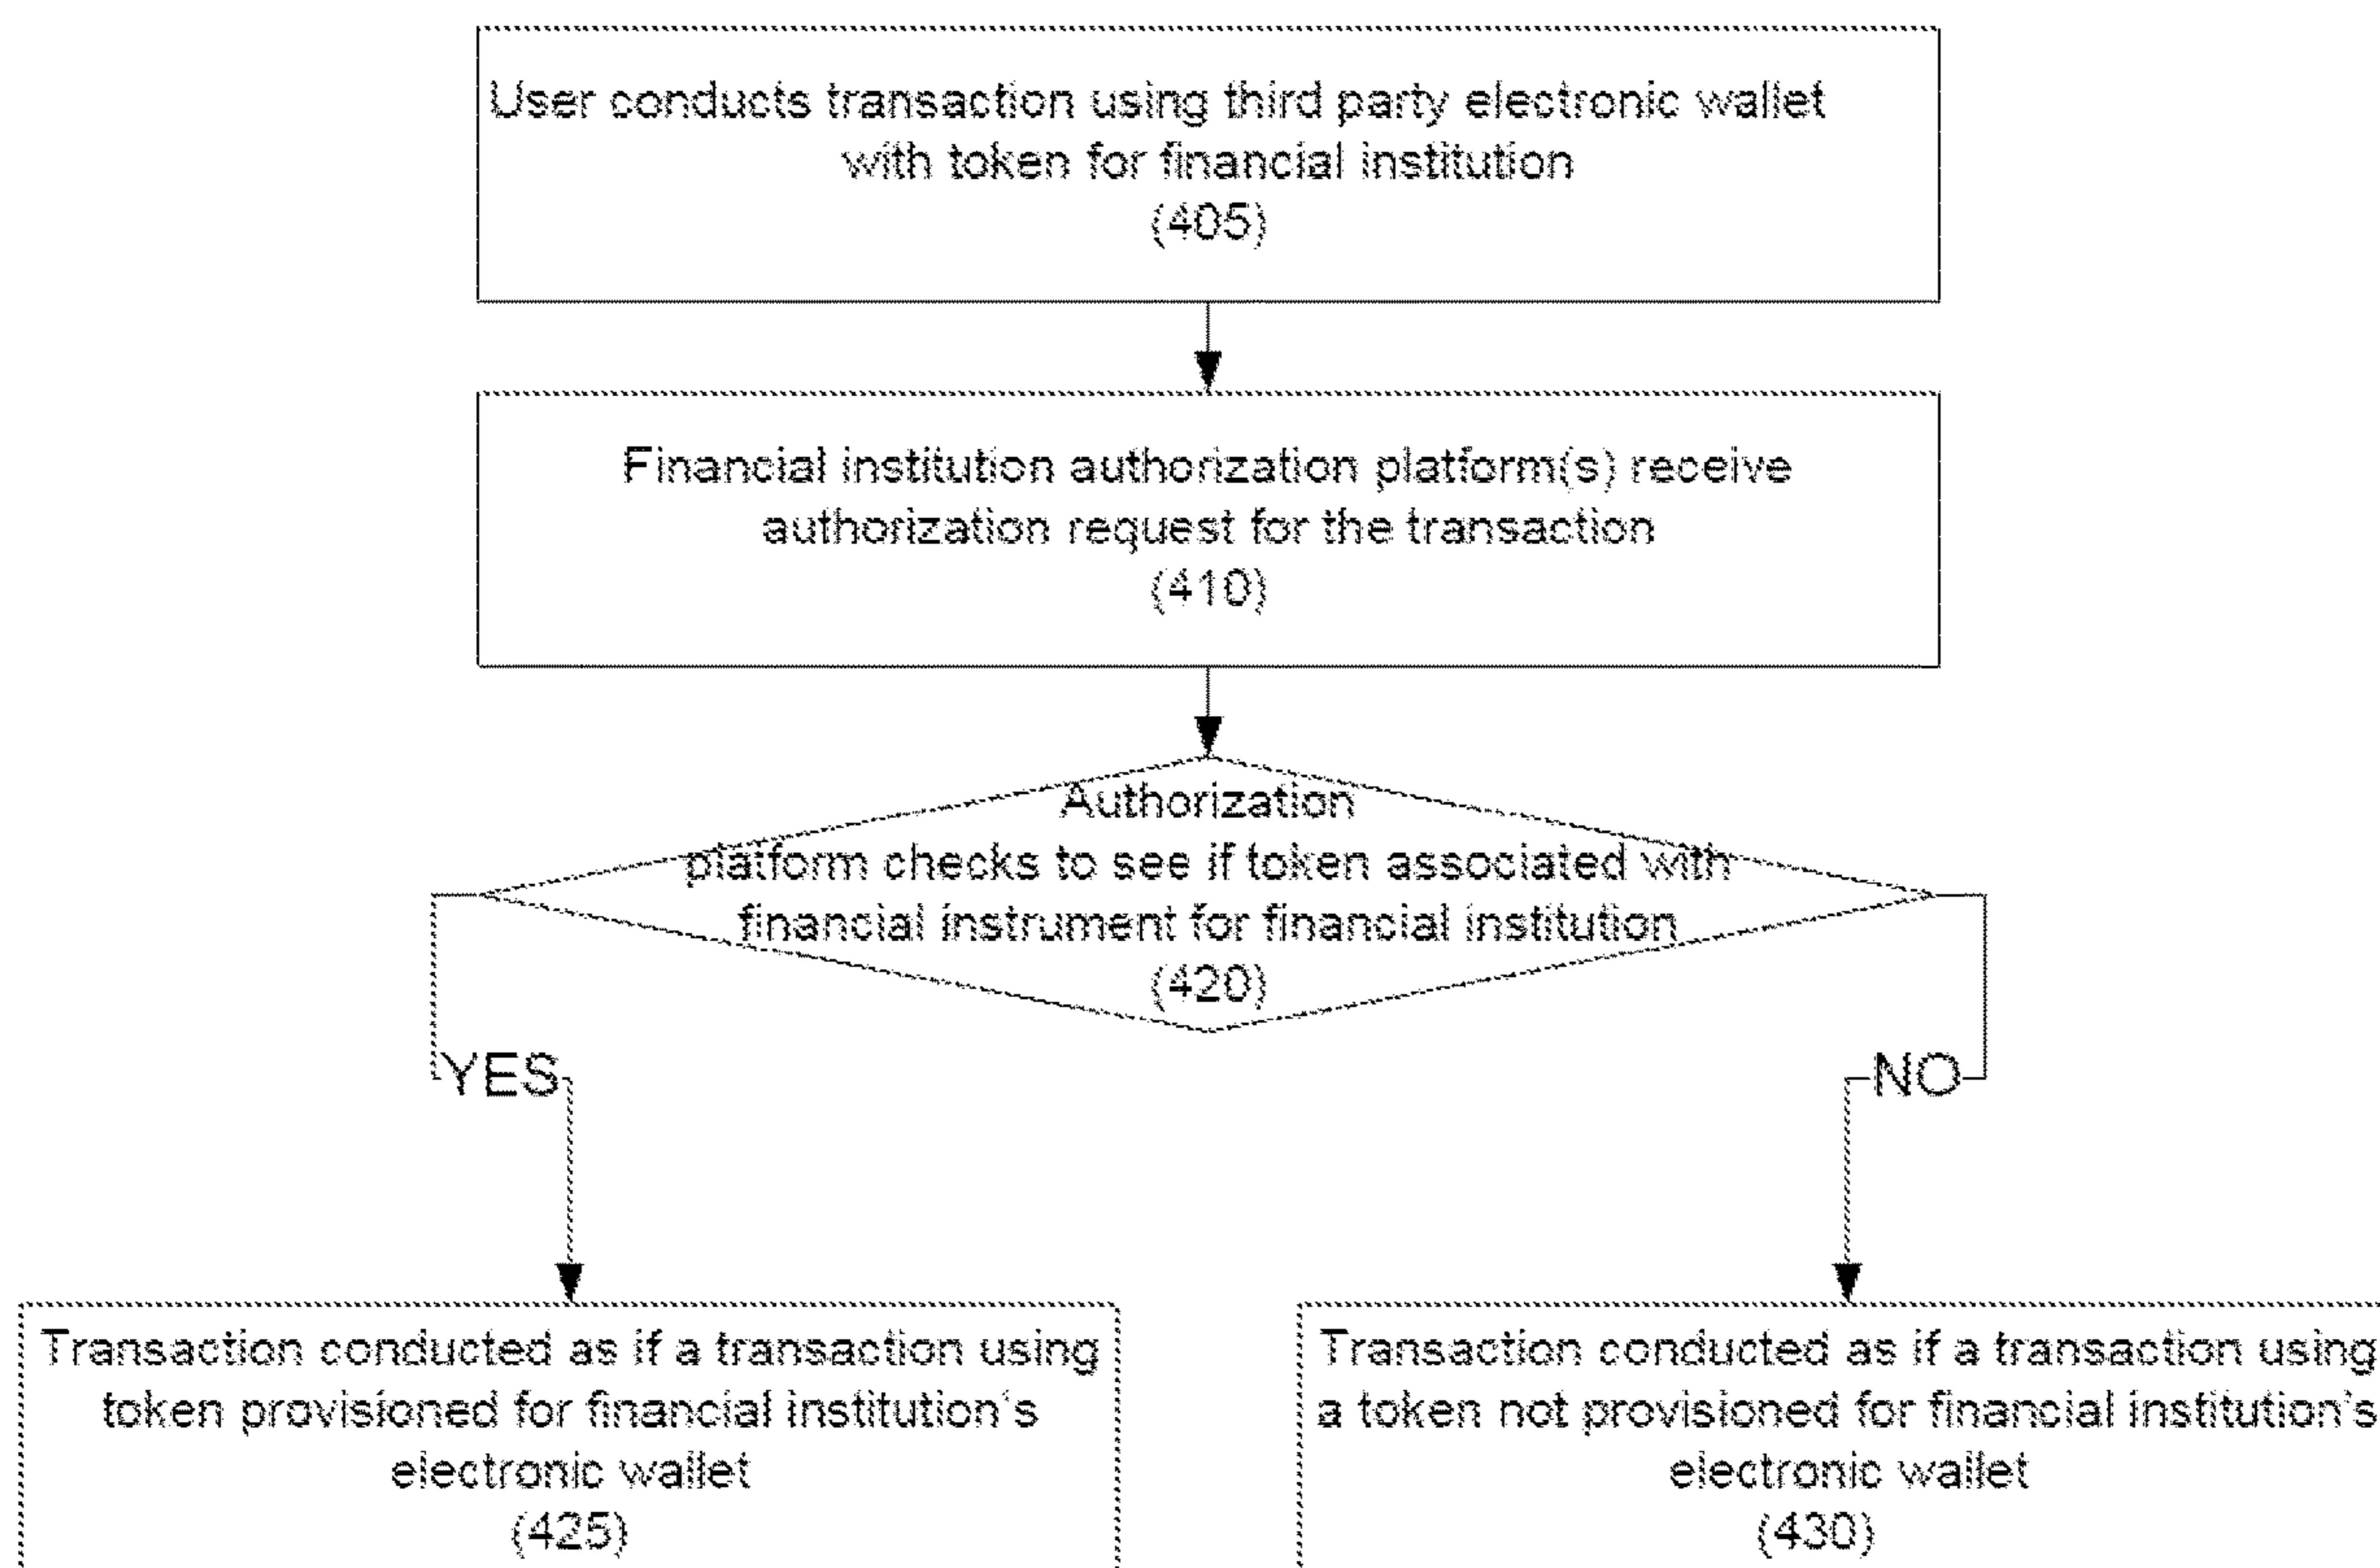 User conducts transaction using third party electronic wallet
with token for financial institution
(405)
Financial institution authorization platform(s) receive
authorization request for the transaction
(410)
Authorization
platform checks to see if token associated with
financial instrument for financial institution
(420)
YES
NO
Transaction conducted as if a transaction using
token provisioned for financial institution's
electronic wallet
(425)
Transaction conducted as if a transaction using
a token not provisioned for financial institution's
electronic wallet
(430)